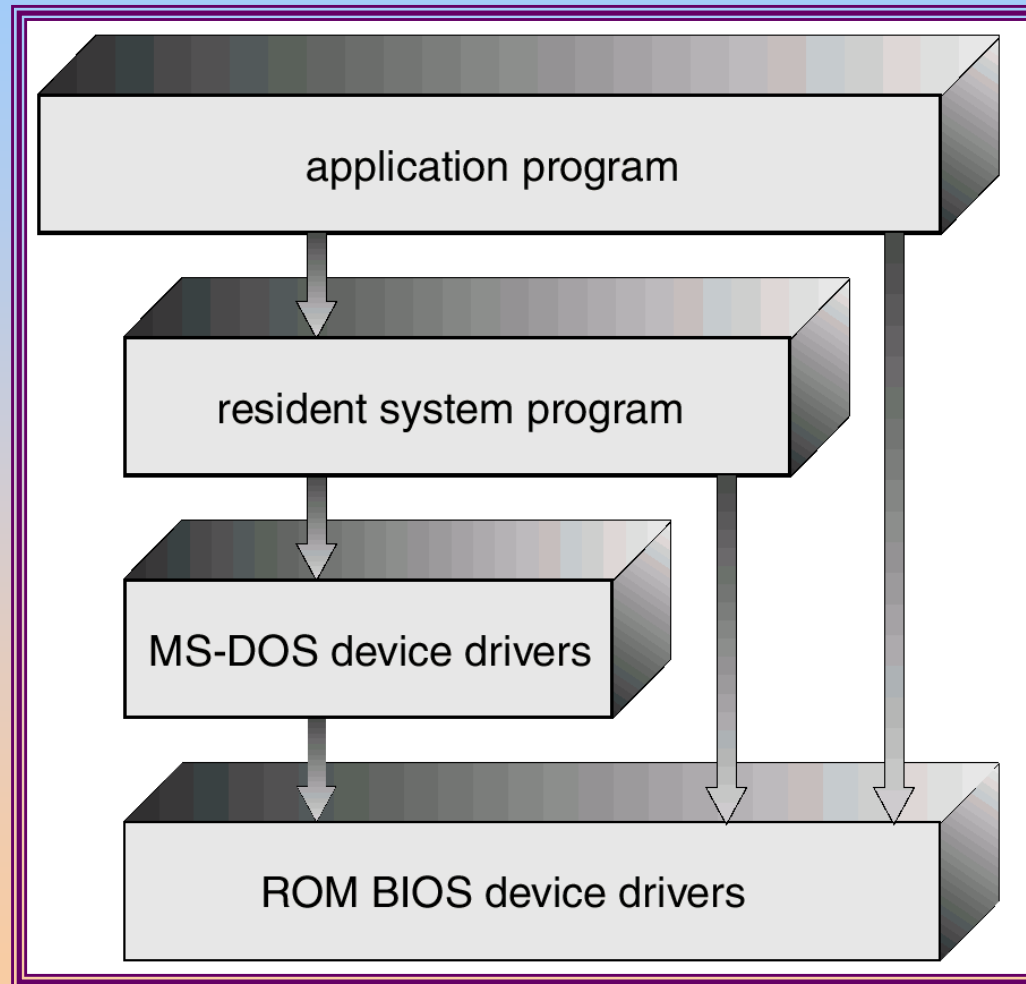 application program
resident system program
MS-DOS device drivers
ROM BIOS device drivers